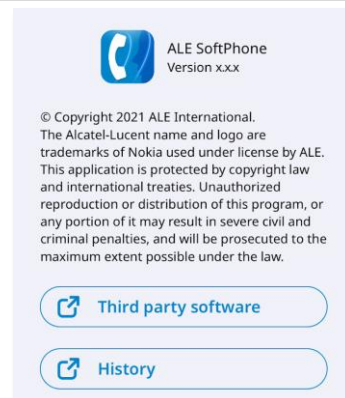 ALE SoftPhone
Version x.x.x
© Copyright 2021 ALE International.
The Alcatel-Lucent name and logo are
trademarks of Nokia used under license by ALE.
This application is protected by copyright law
and international treaties. Unauthorized
reproduction or distribution of this program, or
any portion of it may result in severe civil and
criminal penalties, and will be prosecuted to the
maximum extent possible under the law.
Third party software
History